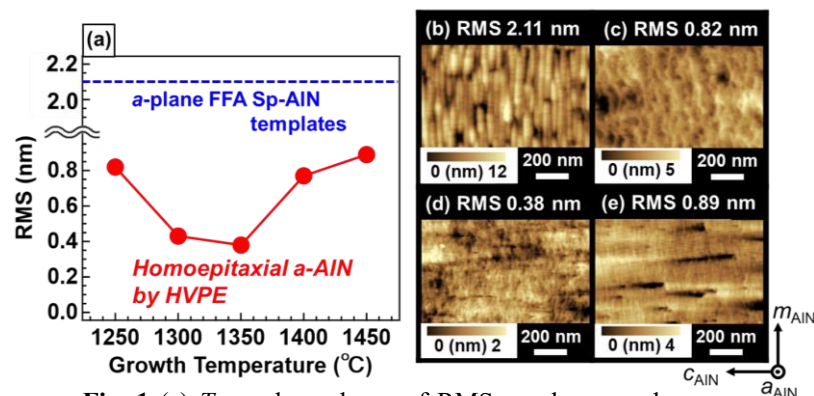 (a)
2.2
2.0
0.8
0.6
0.4
0.2
0.0
RMS (nm)
a-plane FFA Sp-AlN
templates
Homoepitaxial a-AlN
by HVPE
1250 1300 1350 1400 1450
Growth Temperature (°C)
(b) RMS 2.11 nm
0 (nm) 12
200 nm
(c) RMS 0.82 nm
0 (nm) 5
200 nm
(d) RMS 0.38 nm
0 (nm) 2
200 nm
(e) RMS 0.89 nm
0 (nm) 4
200 nm
mAlN
cAlN
aAlN